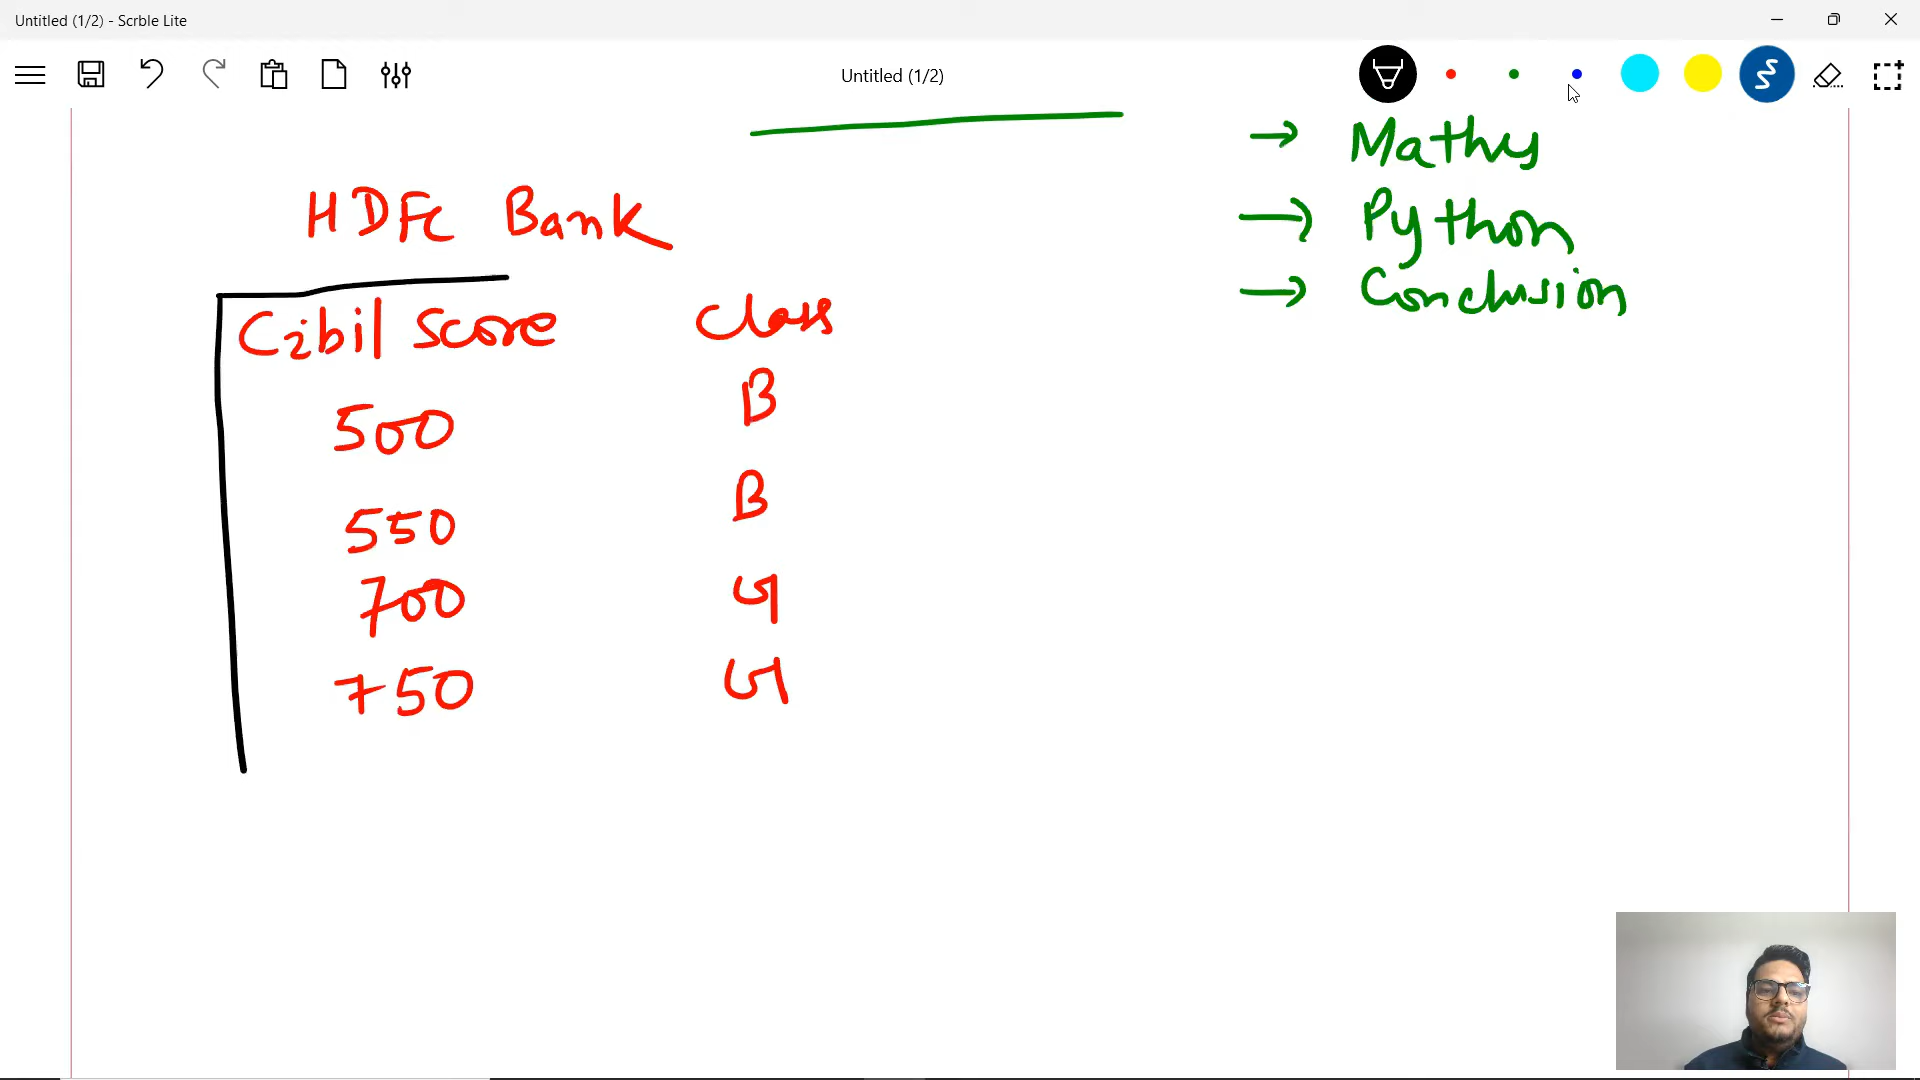 Untitled (1/2) - Scrble Lite
Untitled (1/2)
→ Maths
→ Python
→ Conclusion
HDFC Bank
Cibil Score Class
500 B
550 B
700 G
750 G